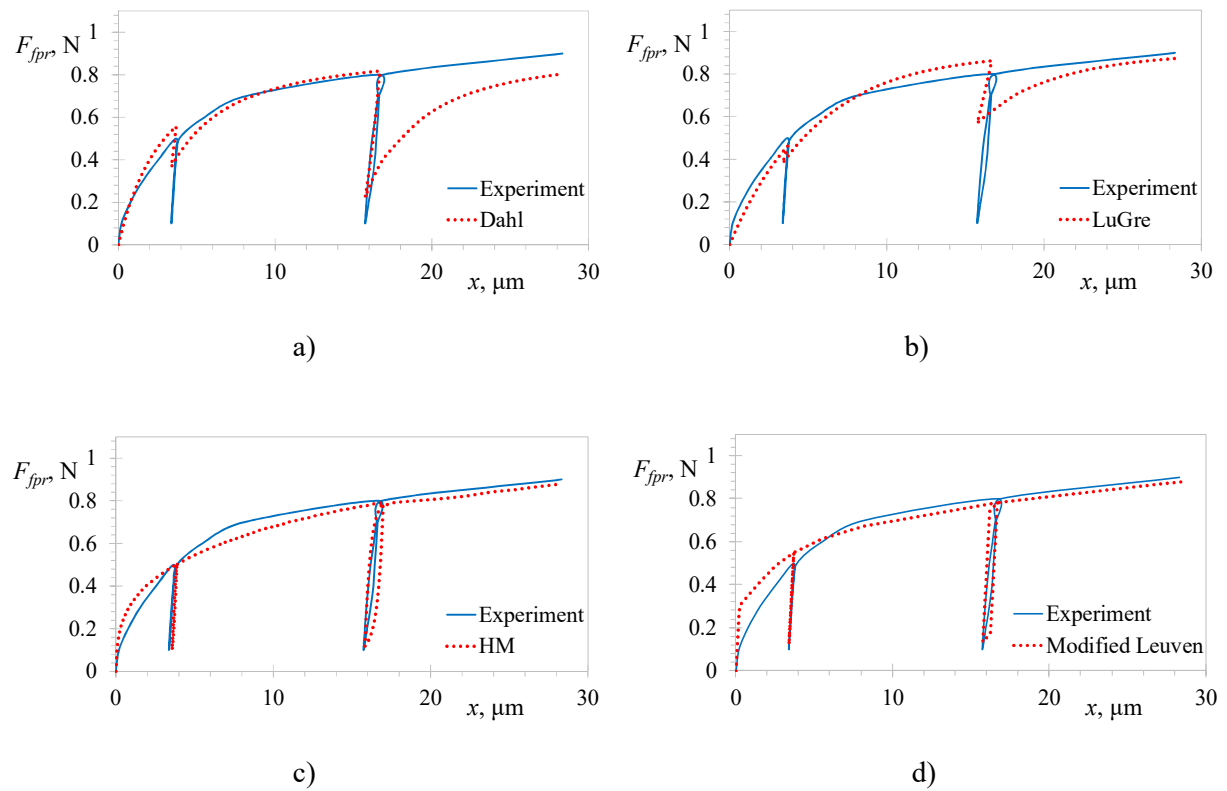 F_fpr, N
1
0.8
0.6
0.4
0.2
0
Experiment
Dahl
0 10 20 30
x, μm
a)
F_fpr, N
1
0.8
0.6
0.4
0.2
0
Experiment
LuGre
0 10 20 30
x, μm
b)
F_fpr, N
1
0.8
0.6
0.4
0.2
0
Experiment
HM
0 10 20 30
x, μm
c)
F_fpr, N
1
0.8
0.6
0.4
0.2
0
Experiment
Modified Leuven
0 10 20 30
x, μm
d)